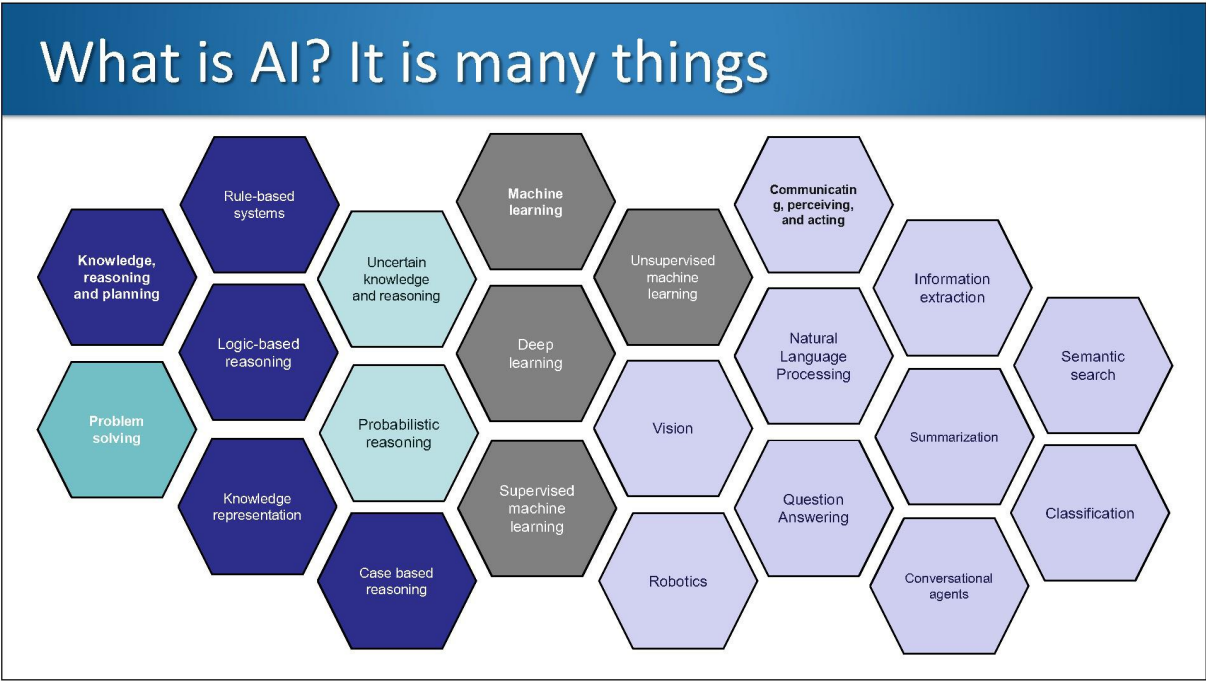 What is AI? It is many things
Knowledge,
reasoning
and planning
Problem
solving
Rule-based
systems
Logic-based
reasoning
Knowledge
representation
Uncertain
knowledge
and reasoning
Probabilistic
reasoning
Case based
reasoning
Machine
learning
Deep
learning
Supervised
machine
learning
Unsupervised
machine
learning
Vision
Robotics
Communicatin
g, perceiving,
and acting
Natural
Language
Processing
Question
Answering
Information
extraction
Summarization
Conversational
agents
Semantic
search
Classification